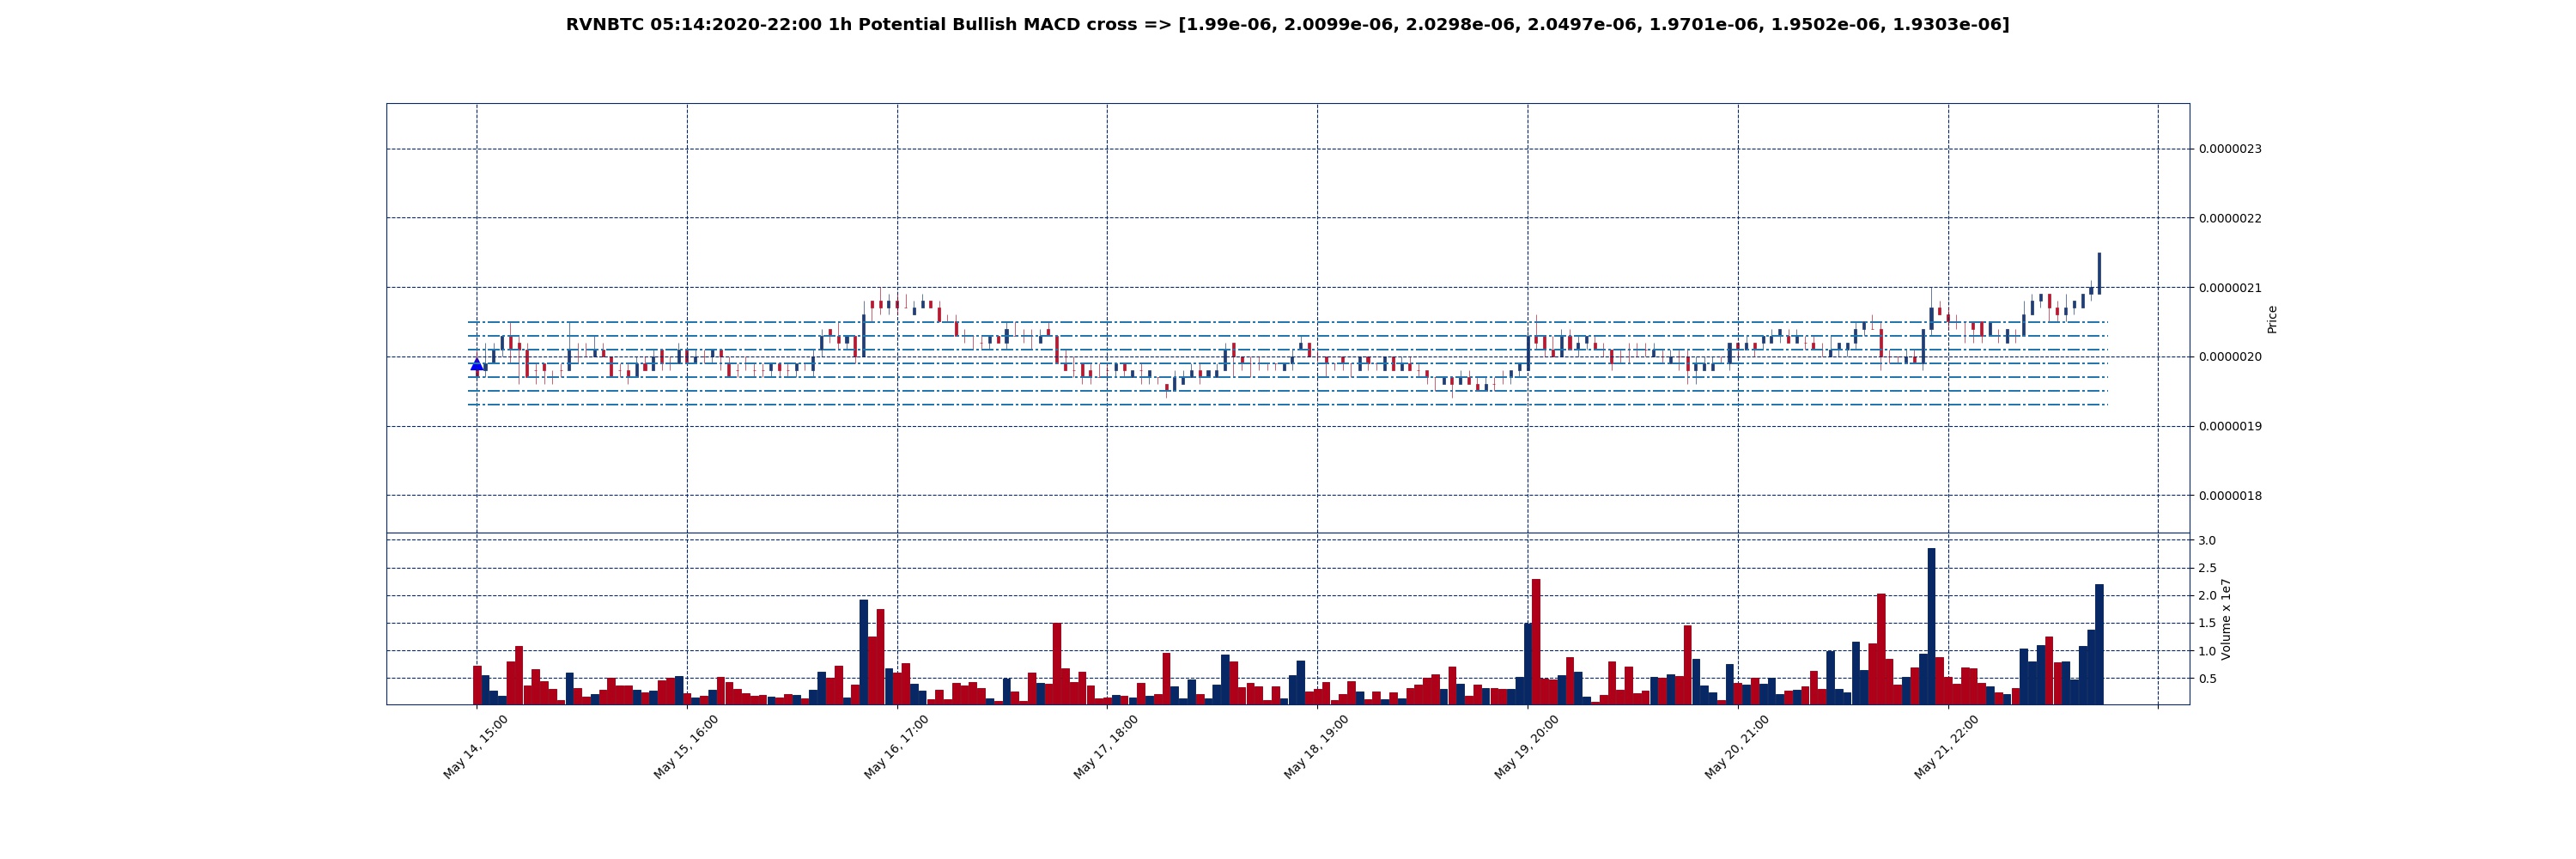 RVNBTC 05:14:2020-22:00 1h Potential Bullish MACD cross => [1.99e-06, 2.0099e-06, 2.0298e-06, 2.0497e-06, 1.9701e-06, 1.9502e-06, 1.9303e-06]
0.0000023
0.0000022
0.0000021
Price
0.0000020
0.0000019
0.0000018
3.0
2.5
2.0
1.5
1.0
0.5
Volume x 1e7
May 14, 15:00
May 15, 16:00
May 16, 17:00
May 17, 18:00
May 18, 19:00
May 19, 20:00
May 20, 21:00
May 21, 22:00